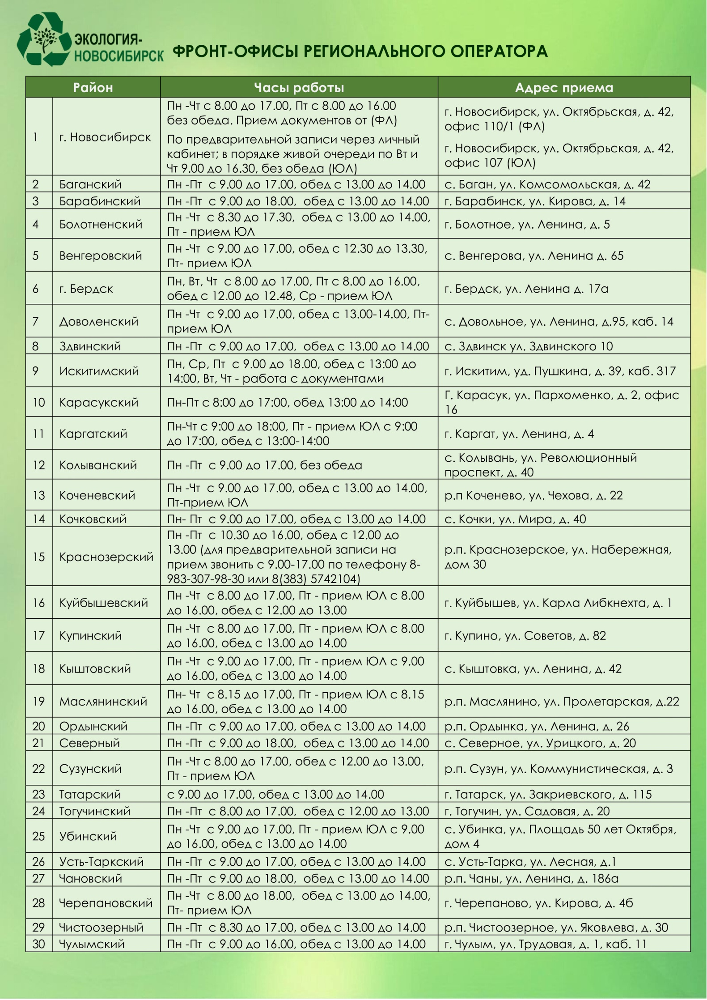 ЭКОЛОГИЯ-
НОВОСИБИРСК
ФРОНТ-ОФИСЫ РЕГИОНАЛЬНОГО ОПЕРАТОРА
Район Часы работы Адрес приема
1 г. Новосибирск
Пн -Чт с 8.00 до 17.00, Пт с 8.00 до 16.00
без обеда. Прием документов от (ФЛ)
По предварительной записи через личный
кабинет; в порядке живой очереди по Вт и
Чт 9.00 до 16.30, без обеда (ЮЛ)
г. Новосибирск, ул. Октябрьская, д. 42,
офис 110/1 (ФЛ)
г. Новосибирск, ул. Октябрьская, д. 42,
офис 107 (ЮЛ)
2 Баганский Пн -Пт с 9.00 до 17.00, обед с 13.00 до 14.00 с. Баган, ул. Комсомольская, д. 42
3 Барабинский Пн -Пт с 9.00 до 18.00, обед с 13.00 до 14.00 г. Барабинск, ул. Кирова, д. 14
4 Болотненский
Пн -Чт с 8.30 до 17.30, обед с 13.00 до 14.00,
Пт - прием ЮЛ
г. Болотное, ул. Ленина, д. 5
5 Венгеровский
Пн -Чт с 9.00 до 17.00, обед с 12.30 до 13.30,
Пт- прием ЮЛ
с. Венгерова, ул. Ленина д. 65
6 г. Бердск
Пн, Вт, Чт с 8.00 до 17.00, Пт с 8.00 до 16.00,
обед с 12.00 до 12.48, Ср - прием ЮЛ
г. Бердск, ул. Ленина д. 17а
7 Доволенский
Пн -Чт с 9.00 до 17.00, обед с 13.00-14.00, Пт-
прием ЮЛ
с. Довольное, ул. Ленина, д.95, каб. 14
8 Здвинский Пн -Пт с 9.00 до 17.00, обед с 13.00 до 14.00 с. Здвинск ул. Здвинского 10
9 Искитимский
Пн, Ср, Пт с 9.00 до 18.00, обед с 13:00 до
14:00, Вт, Чт - работа с документами
г. Искитим, уд. Пушкина, д. 39, каб. 317
10 Карасукский Пн-Пт с 8:00 до 17:00, обед 13:00 до 14:00
Г. Карасук, ул. Пархоменко, д. 2, офис
16
11 Каргатский
Пн-Чт с 9:00 до 18:00, Пт - прием ЮЛ с 9:00
до 17:00, обед с 13:00-14:00
г. Каргат, ул. Ленина, д. 4
12 Колыванский Пн -Пт с 9.00 до 17.00, без обеда
с. Колывань, ул. Революционный
проспект, д. 40
13 Коченевский
Пн -Чт с 9.00 до 17.00, обед с 13.00 до 14.00,
Пт-прием ЮЛ
р.п Коченево, ул. Чехова, д. 22
14 Кочковский Пн- Пт с 9.00 до 17.00, обед с 13.00 до 14.00 с. Кочки, ул. Мира, д. 40
15 Краснозерский
Пн -Пт с 10.30 до 16.00, обед с 12.00 до
13.00 (для предварительной записи на
прием звонить с 9.00-17.00 по телефону 8-
983-307-98-30 или 8(383) 5742104)
р.п. Краснозерское, ул. Набережная,
дом 30
16 Куйбышевский
Пн -Чт с 8.00 до 17.00, Пт - прием ЮЛ с 8.00
до 16.00, обед с 12.00 до 13.00
г. Куйбышев, ул. Карла Либкнехта, д. 1
17 Купинский
Пн -Чт с 8.00 до 17.00, Пт - прием ЮЛ с 8.00
до 16.00, обед с 13.00 до 14.00
г. Купино, ул. Советов, д. 82
18 Кыштовский
Пн -Чт с 9.00 до 17.00, Пт - прием ЮЛ с 9.00
до 16.00, обед с 13.00 до 14.00
с. Кыштовка, ул. Ленина, д. 42
19 Маслянинский
Пн- Чт с 8.15 до 17.00, Пт - прием ЮЛ с 8.15
до 16.00, обед с 13.00 до 14.00
р.п. Маслянино, ул. Пролетарская, д.22
20 Ордынский Пн -Пт с 9.00 до 17.00, обед с 13.00 до 14.00 р.п. Ордынка, ул. Ленина, д. 26
21 Северный Пн -Пт с 9.00 до 18.00, обед с 13.00 до 14.00 с. Северное, ул. Урицкого, д. 20
22 Сузунский
Пн -Чт с 8.00 до 17.00, обед с 12.00 до 13.00,
Пт - прием ЮЛ
р.п. Сузун, ул. Коммунистическая, д. 3
23 Татарский с 9.00 до 17.00, обед с 13.00 до 14.00 г. Татарск, ул. Закриевского, д. 115
24 Тогучинский Пн -Пт с 8.00 до 17.00, обед с 12.00 до 13.00 г. Тогучин, ул. Садовая, д. 20
25 Убинский
Пн -Чт с 9.00 до 17.00, Пт - прием ЮЛ с 9.00
до 16.00, обед с 13.00 до 14.00
с. Убинка, ул. Площадь 50 лет Октября,
дом 4
26 Усть-Таркский Пн -Пт с 9.00 до 17.00, обед с 13.00 до 14.00 с. Усть-Тарка, ул. Лесная, д.1
27 Чановский Пн -Пт с 9.00 до 18.00, обед с 13.00 до 14.00 р.п. Чаны, ул. Ленина, д. 186а
28 Черепановский
Пн -Чт с 8.00 до 18.00, обед с 13.00 до 14.00,
Пт- прием ЮЛ
г. Черепаново, ул. Кирова, д. 4б
29 Чистоозерный Пн -Пт с 8.30 до 17.00, обед с 13.00 до 14.00 р.п. Чистоозерное, ул. Яковлева, д. 30
30 Чулымский Пн -Пт с 9.00 до 16.00, обед с 13.00 до 14.00 г. Чулым, ул. Трудовая, д. 1, каб. 11